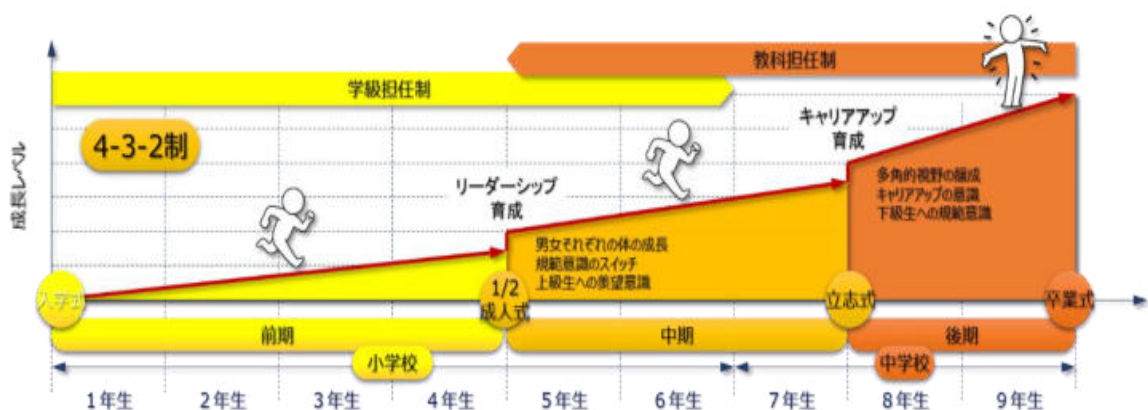 教科担任制
学級担任制
4-3-2制
成長レベル
キャリアアップ
育成
リーダーシップ
育成
多角的視野の醸成
キャリアアップの意識
下級生への規範意識
男女それぞれの体の成長
規範意識のスイッチ
上級生への羨望意識
入学式
1/2
成人式
立志式
卒業式
前期
中期
後期
小学校
中学校
1年生
2年生
3年生
4年生
5年生
6年生
7年生
8年生
9年生